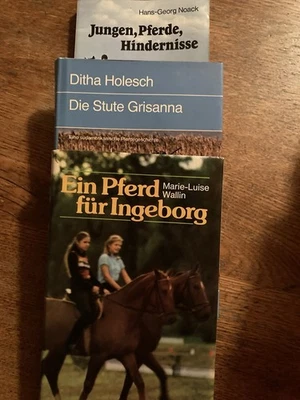 Hans-Georg Noack
Jungen, Pferde,
Hindernisse
Ditha Holesch
Die Stute Grisanna
Ein Pferd
für Ingeborg
Marie-Luise
Wallin